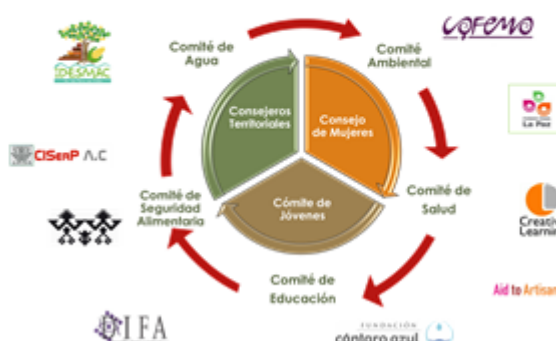 COFEMO
Comité de
Agua
Comité
Ambiental
DESMAC
Consejeros
Territoriales
Consejo
de Mujeres
La Paz
CISERP A.C
Comité de
Seguridad
Alimentaria
Cómite de
Jóvenes
Comité de
Salud
Creativ
Learnin
Comité de
Educación
Aid to Artisan
IFA
FUNDACIÓN
cántaro azul